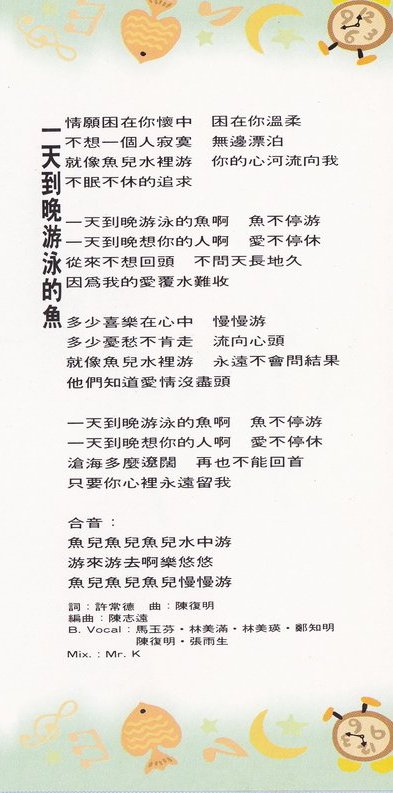 一天到晚游泳的魚
情願困在你懷中　困在你溫柔
不想一個人寂寞　無邊漂泊
就像魚兒水裡游　你的心河流向我
不眠不休的追求
一天到晚游泳的魚啊　魚不停游
一天到晚想你的人啊　愛不停休
從來不想回頭　不問天長地久
因爲我的愛覆水難收
多少喜樂在心中　慢慢游
多少憂愁不肯走　流向心頭
就像魚兒水裡游　永遠不會問結果
他們知道愛情沒盡頭
一天到晚游泳的魚啊　魚不停游
一天到晚想你的人啊　愛不停休
滄海多麼遼闊　再也不能回首
只要你心裡永遠留我
合音：
魚兒魚兒魚兒水中游
游來游去啊樂悠悠
魚兒魚兒魚兒慢慢游
詞：許常德　曲：陳復明
編曲：陳志遠
B. Vocal：馬玉芬・林美滿・林美瑛・鄭知明
陳復明・張雨生
Mix.：Mr. K